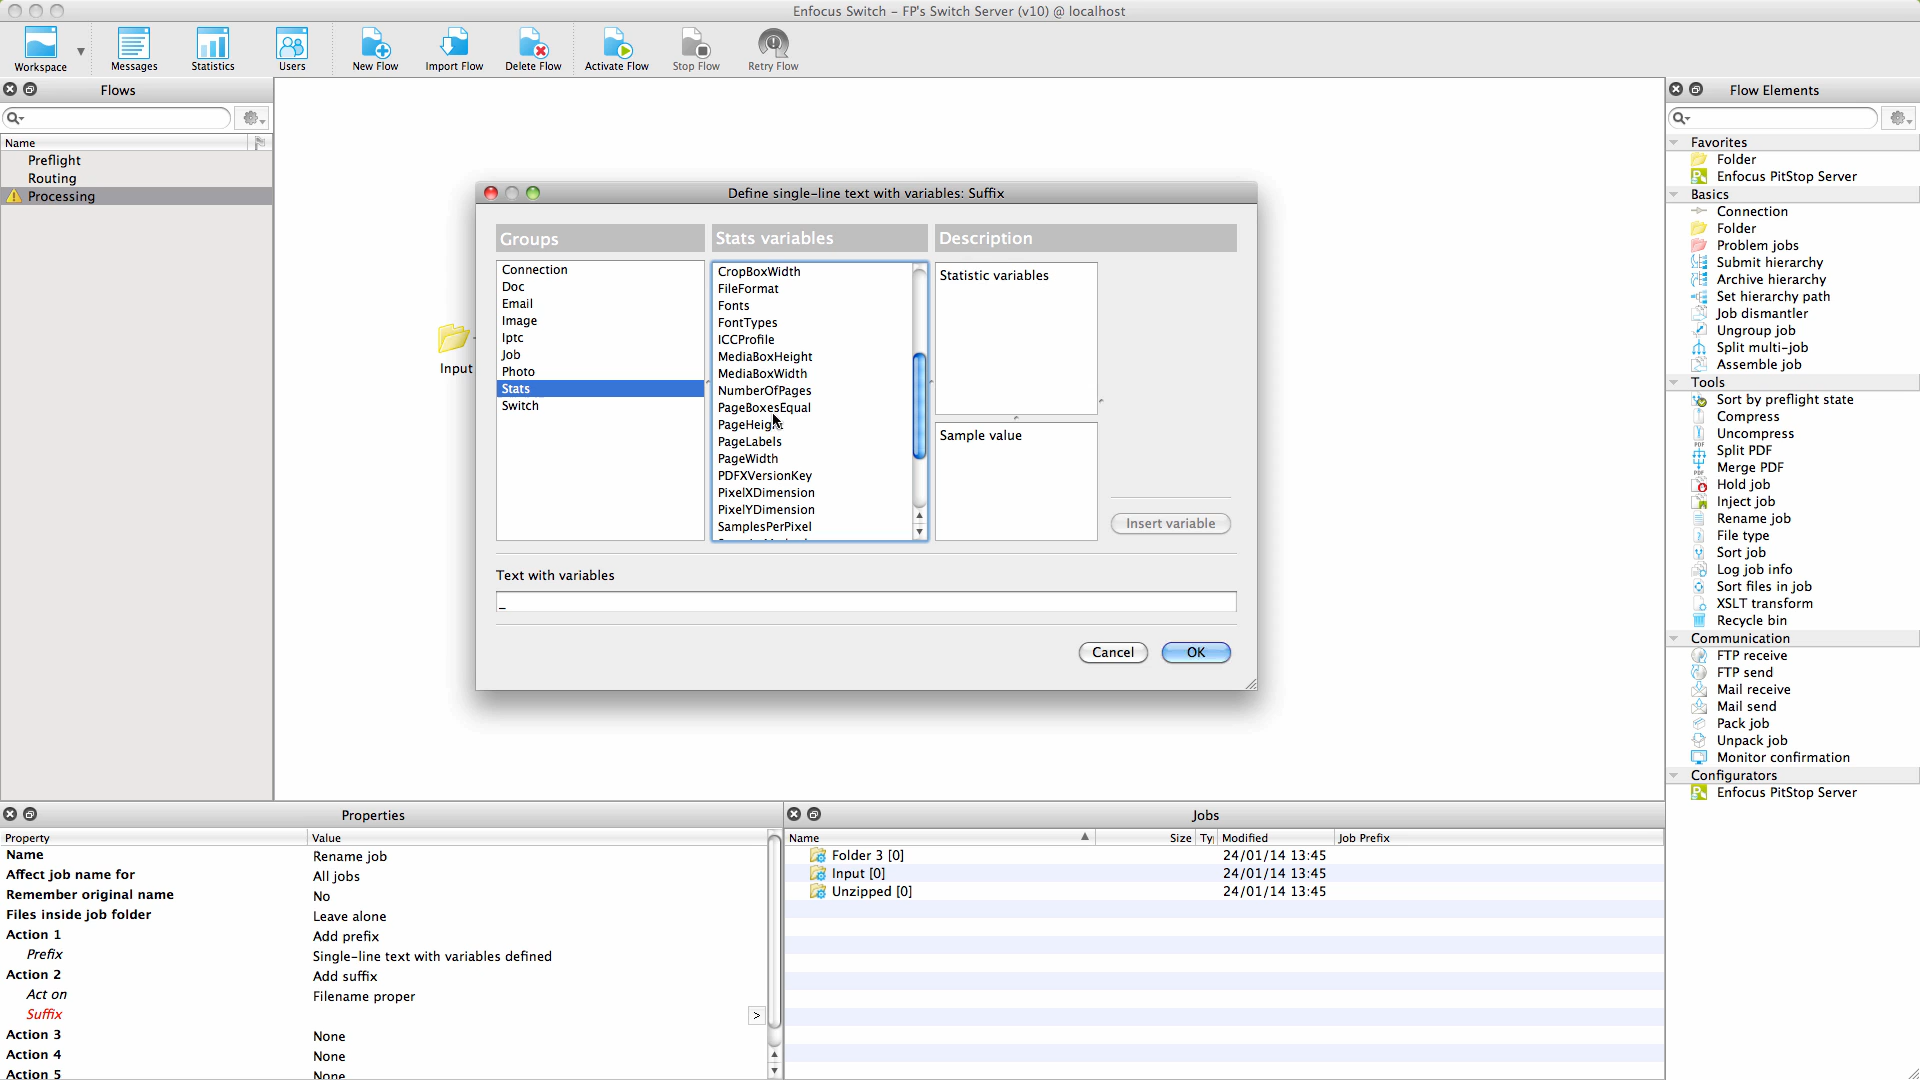 Enfocus Switch – FP's Switch Server (v10) @ localhost
Workspace
Messages
Statistics
Users
New Flow
Import Flow
Delete Flow
Activate Flow
Stop Flow
Retry Flow
Flows
Name
Preflight
Routing
Processing
Input
Define single-line text with variables: Suffix
Groups
Connection
Doc
Email
Image
Iptc
Job
Photo
Stats
Switch
Stats variables
CropBoxWidth
FileFormat
Fonts
FontTypes
ICCProfile
MediaBoxHeight
MediaBoxWidth
NumberOfPages
PageBoxesEqual
PageHeight
PageLabels
PageWidth
PDFXVersionKey
PixelXDimension
PixelYDimension
SamplesPerPixel
Description
Statistic variables
Sample value
Insert variable
Text with variables
_
Cancel
OK
Flow Elements
Favorites
Folder
Enfocus PitStop Server
Basics
Connection
Folder
Problem jobs
Submit hierarchy
Archive hierarchy
Set hierarchy path
Job dismantler
Ungroup job
Split multi-job
Assemble job
Tools
Sort by preflight state
Compress
Uncompress
Split PDF
Merge PDF
Hold job
Inject job
Rename job
File type
Sort job
Log job info
Sort files in job
XSLT transform
Recycle bin
Communication
FTP receive
FTP send
Mail receive
Mail send
Pack job
Unpack job
Monitor confirmation
Configurators
Enfocus PitStop Server
Properties
Property Value
Name Rename job
Affect job name for All jobs
Remember original name No
Files inside job folder Leave alone
Action 1 Add prefix
Prefix Single-line text with variables defined
Action 2 Add suffix
Act on Filename proper
Suffix >
Action 3 None
Action 4 None
Action 5 None
Jobs
Name Size Ty Modified Job Prefix
Folder 3 [0] 24/01/14 13:45
Input [0] 24/01/14 13:45
Unzipped [0] 24/01/14 13:45